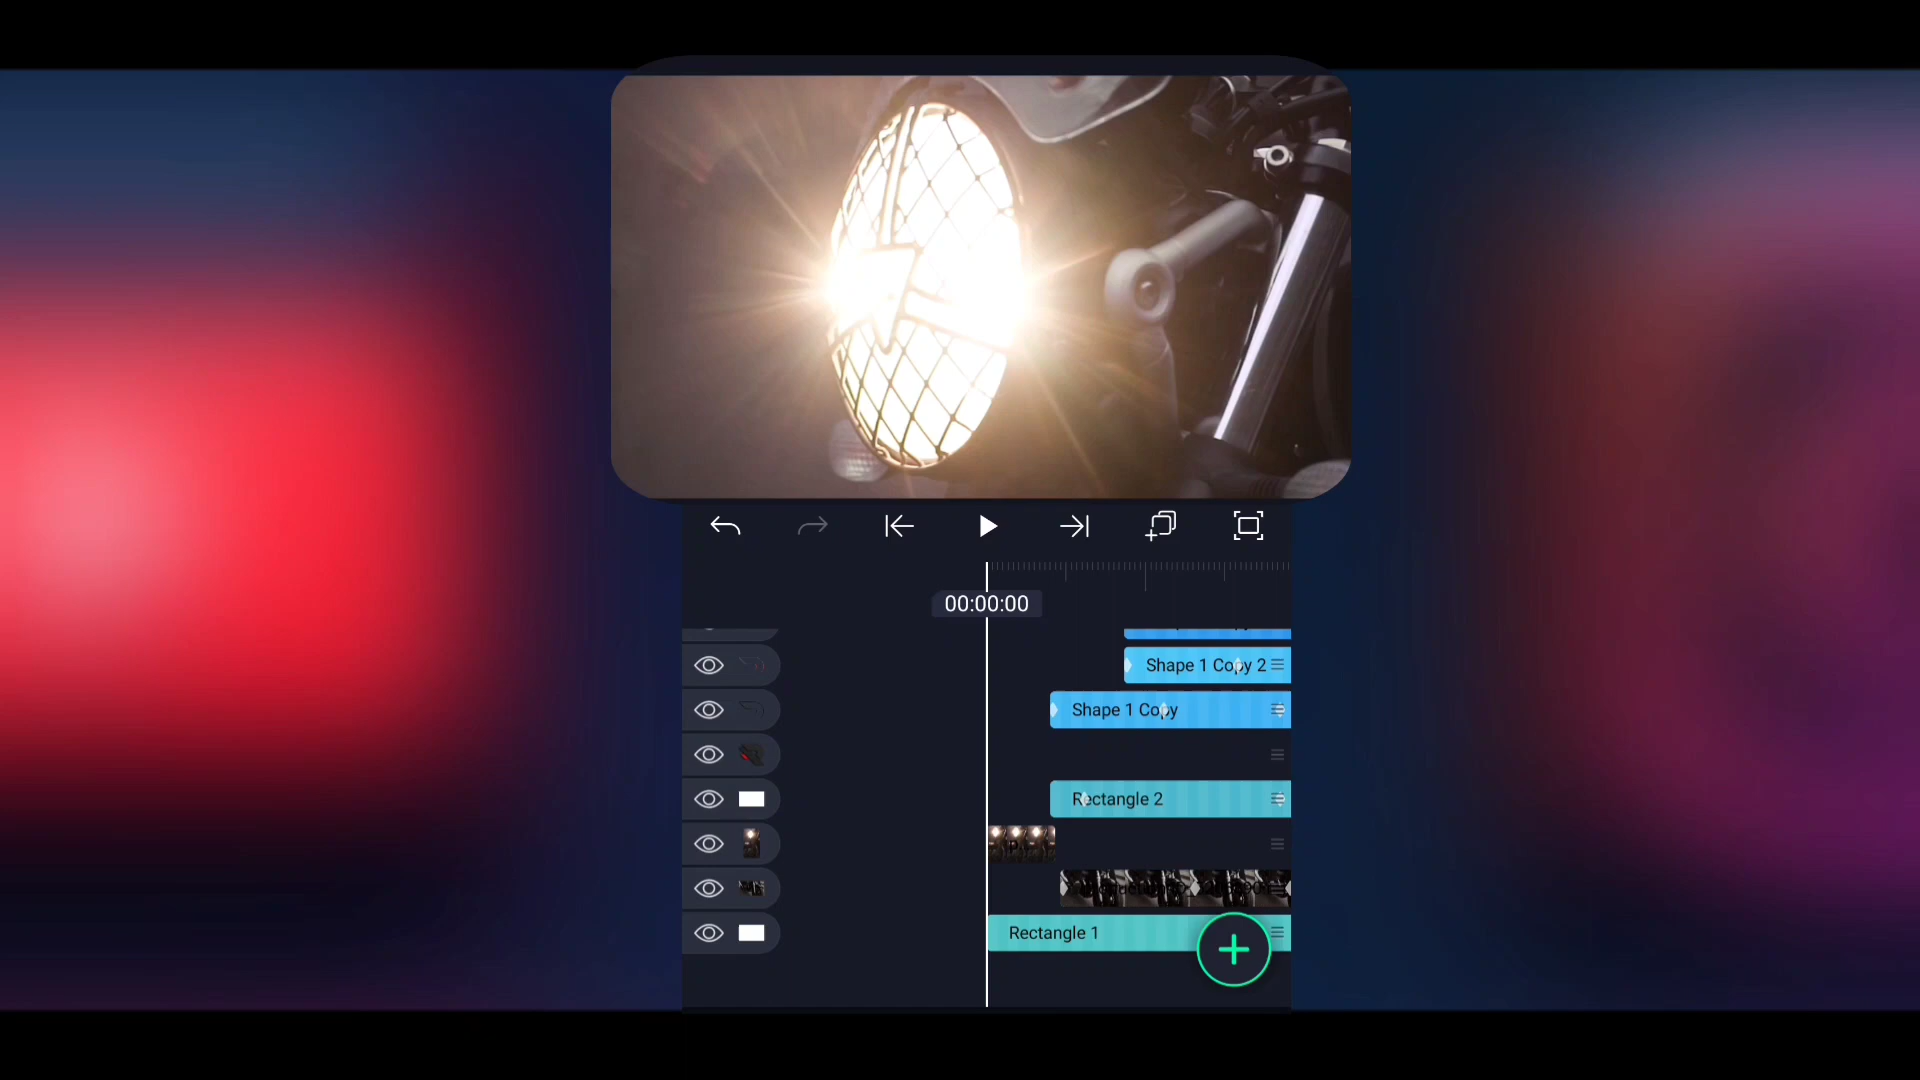 00:00:00
Shape 1 Copy 2
Shape 1 Copy
Rectangle 2
Rectangle 1